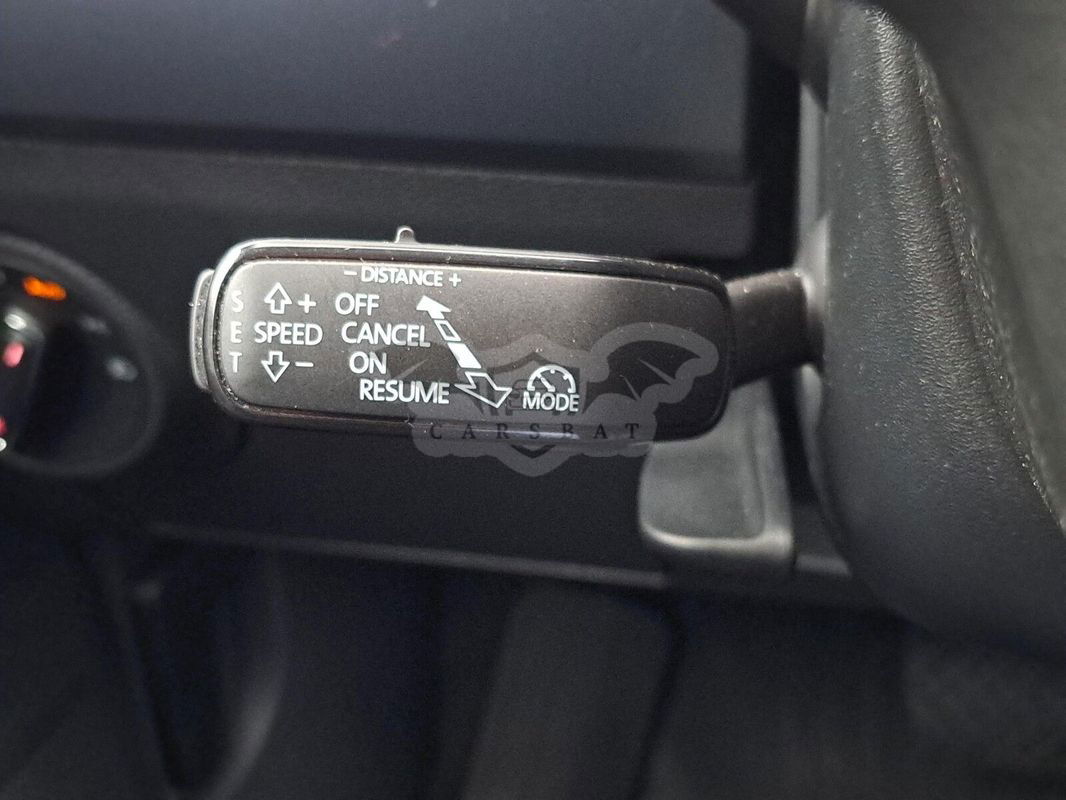 - DISTANCE +
S + OFF
E SPEED CANCEL
T - ON
RESUME
MODE
CARSBAT